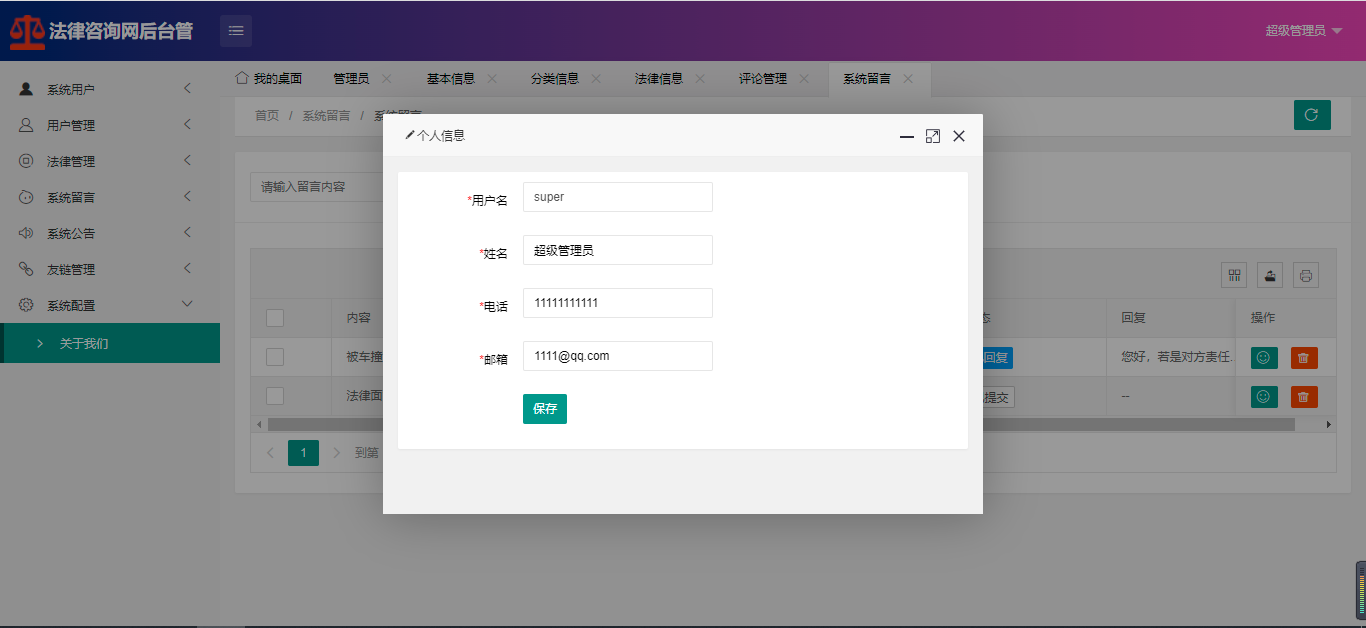 法律咨询网后台管
超级管理员
系统用户
用户管理
法律管理
系统留言
系统公告
友链管理
系统配置
关于我们
我的桌面 管理员 基本信息 分类信息 法律信息 评论管理 系统留言
首页 / 系统留言 / 系统留言
请输入留言内容
内容 回复 操作
被车撞 回复 您好，若是对方责任..
法律面 提交 --
1 到第
个人信息
*用户名 super
*姓名 超级管理员
*电话 11111111111
*邮箱 1111@qq.com
保存